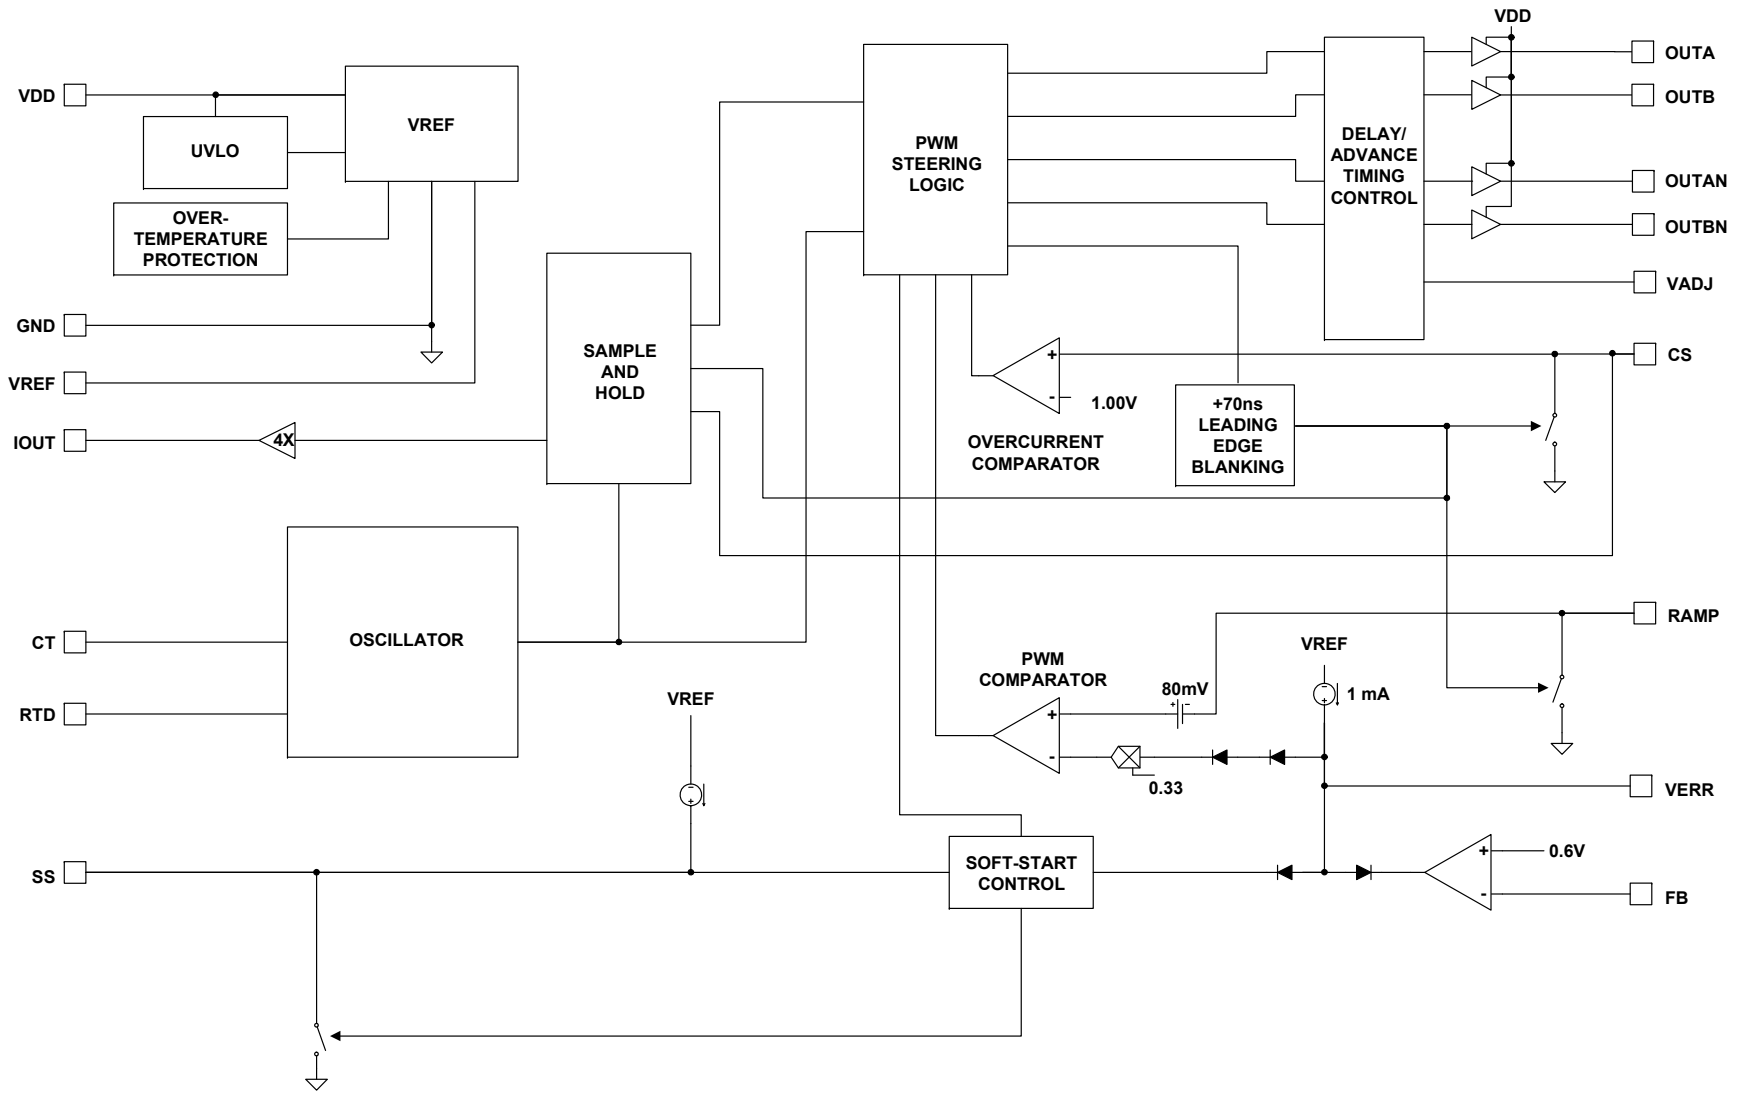 VDD
OUTA
VDD
OUTB
VREF
PWM
STEERING
LOGIC
DELAY/
ADVANCE
TIMING
CONTROL
UVLO
OUTAN
OVER-
TEMPERATURE
PROTECTION
OUTBN
VADJ
GND
SAMPLE
AND
HOLD
+
-
1.00V
CS
VREF
+70ns
LEADING
EDGE
BLANKING
IOUT
4X
OVERCURRENT
COMPARATOR
RAMP
CT
OSCILLATOR
VREF
PWM
COMPARATOR
80mV
+ -
1 mA
- +
RTD
VREF
+
-
0.33
VERR
- +
SS
SOFT-START
CONTROL
+
-
0.6V
FB